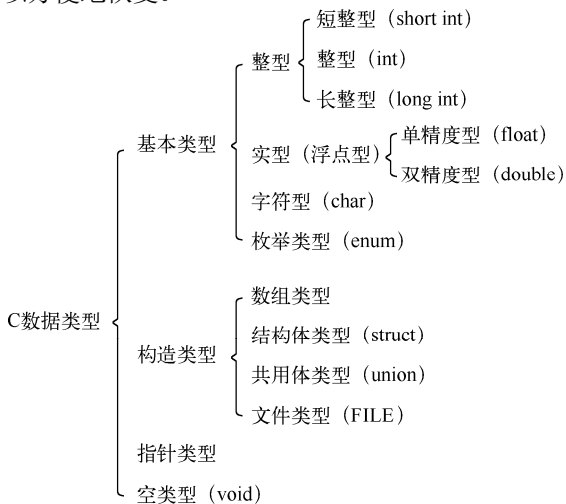 短整型（short int）
整型
整型（int）
长整型（long int）
基本类型
单精度型（float）
实型（浮点型）
双精度型（double）
字符型（char）
枚举类型（enum）
C数据类型
数组类型
结构体类型（struct）
构造类型
共用体类型（union）
文件类型（FILE）
指针类型
空类型（void）